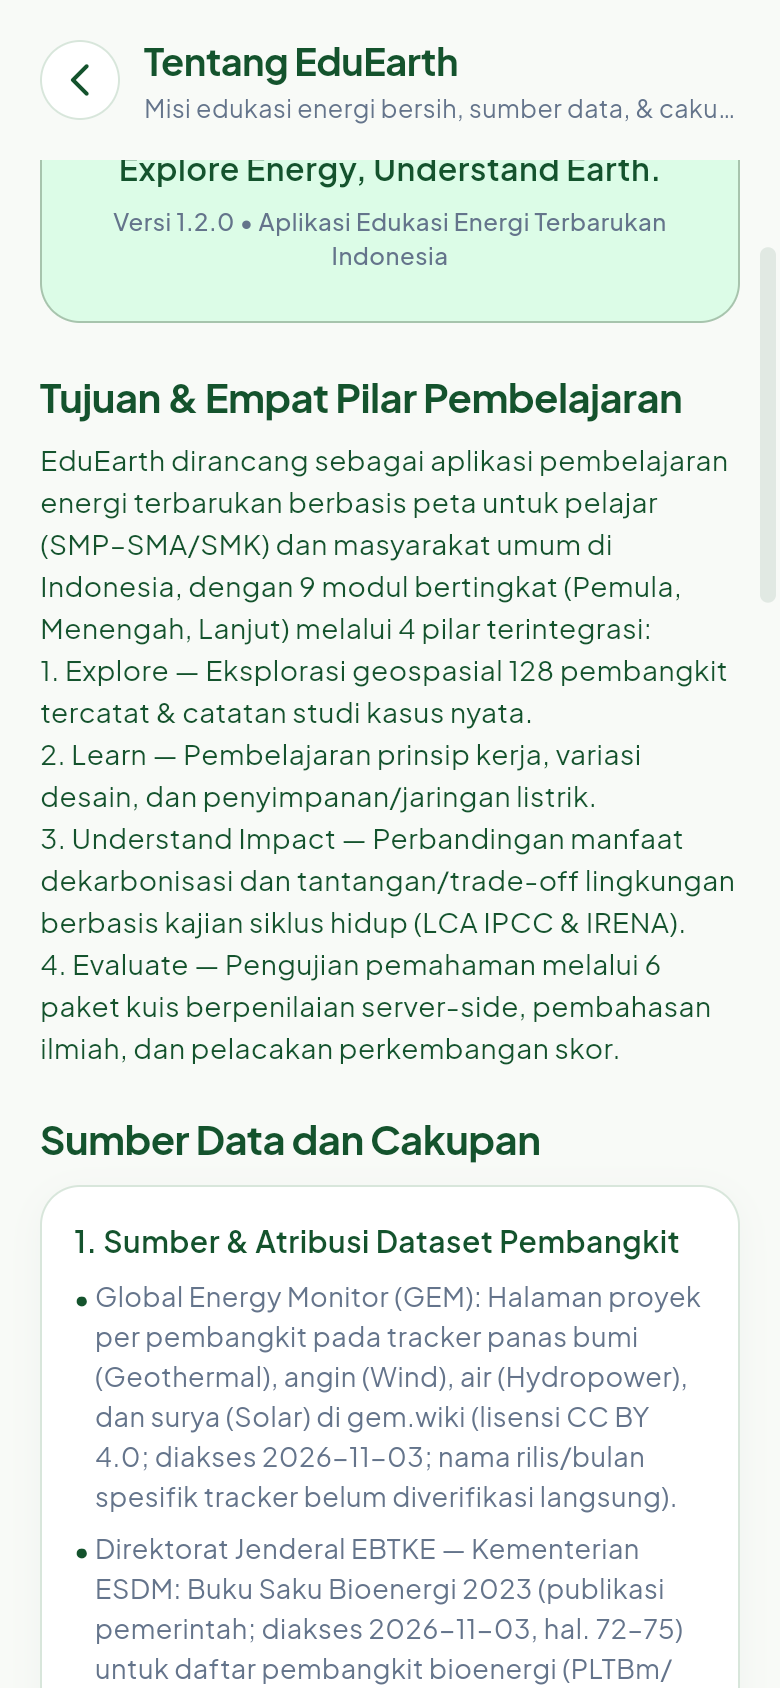 Tentang EduEarth
Misi edukasi energi bersih, sumber data, & caku...
Explore Energy, Understand Earth.
Versi 1.2.0 • Aplikasi Edukasi Energi Terbarukan
Indonesia
Tujuan & Empat Pilar Pembelajaran
EduEarth dirancang sebagai aplikasi pembelajaran
energi terbarukan berbasis peta untuk pelajar
(SMP–SMA/SMK) dan masyarakat umum di
Indonesia, dengan 9 modul bertingkat (Pemula,
Menengah, Lanjut) melalui 4 pilar terintegrasi:
1. Explore — Eksplorasi geospasial 128 pembangkit
tercatat & catatan studi kasus nyata.
2. Learn — Pembelajaran prinsip kerja, variasi
desain, dan penyimpanan/jaringan listrik.
3. Understand Impact — Perbandingan manfaat
dekarbonisasi dan tantangan/trade-off lingkungan
berbasis kajian siklus hidup (LCA IPCC & IRENA).
4. Evaluate — Pengujian pemahaman melalui 6
paket kuis berpenilaian server-side, pembahasan
ilmiah, dan pelacakan perkembangan skor.
Sumber Data dan Cakupan
1. Sumber & Atribusi Dataset Pembangkit
• Global Energy Monitor (GEM): Halaman proyek
per pembangkit pada tracker panas bumi
(Geothermal), angin (Wind), air (Hydropower),
dan surya (Solar) di gem.wiki (lisensi CC BY
4.0; diakses 2026-11-03; nama rilis/bulan
spesifik tracker belum diverifikasi langsung).
• Direktorat Jenderal EBTKE — Kementerian
ESDM: Buku Saku Bioenergi 2023 (publikasi
pemerintah; diakses 2026-11-03, hal. 72–75)
untuk daftar pembangkit bioenergi (PLTBm/